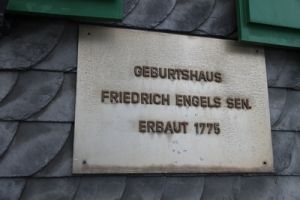 GEBURTSHAUS
FRIEDRICH ENGELS SEN.
ERBAUT 1775